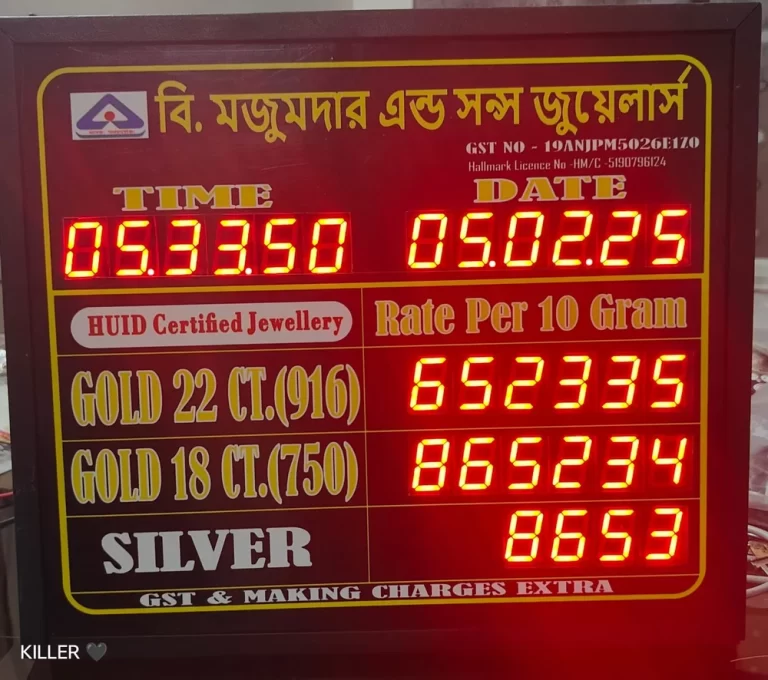 বি. মজুমদার এন্ড সন্স জুয়েলার্স
GST NO - 19ANJPM5026E1ZO
Hallmark Licence No -HM/C -5190796124
TIME DATE
05.33.50 05.02.25
HUID Certified Jewellery Rate Per 10 Gram
GOLD 22 CT.(916) 652335
GOLD 18 CT.(750) 865234
SILVER 8653
GST & MAKING CHARGES EXTRA
KILLER 🖤